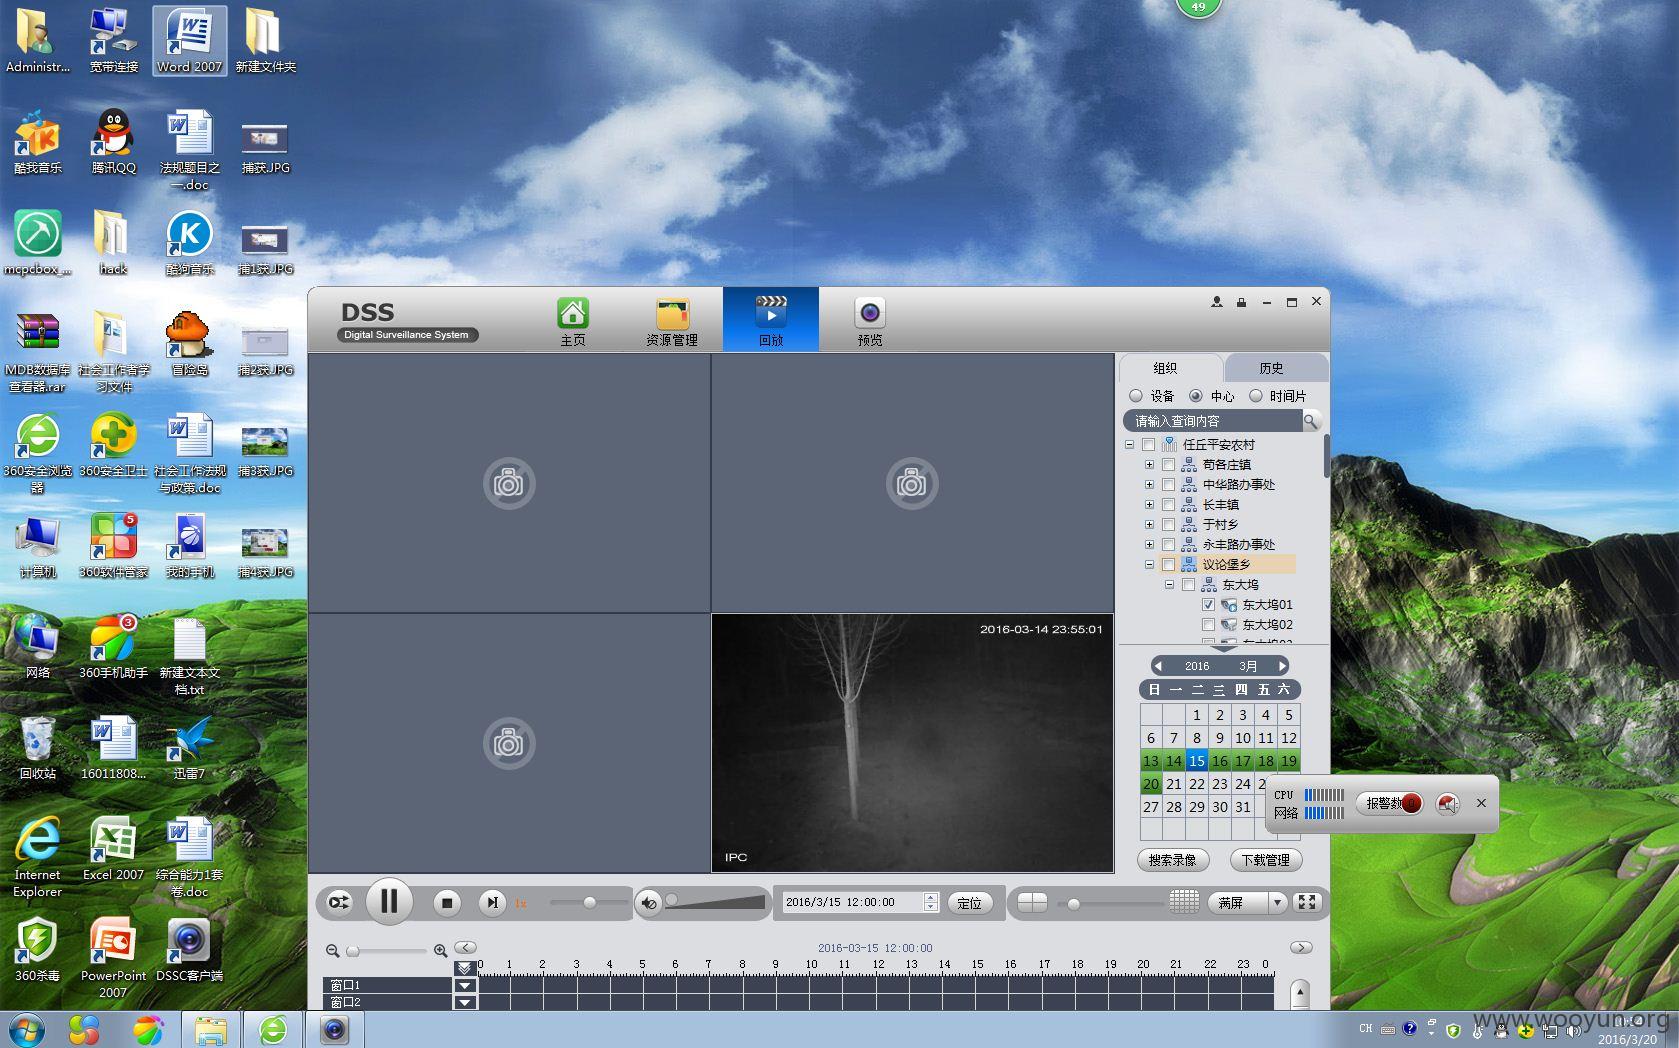 49
Administr...
宽带连接
Word 2007
新建文件夹
酷我音乐
腾讯QQ
法规题目之
一.doc
捕获.JPG
mcpcbox_...
hack
酷狗音乐
捕1获.JPG
MDB数据库
查看器.rar
社会工作者学
习文件
冒险岛
捕2获.JPG
360安全浏览
器
360安全卫士
社会工作法规
与政策.doc
捕3获.JPG
计算机
5
360软件管家
我的手机
捕4获.JPG
网络
3
360手机助手
新建文本文
档.txt
回收站
16011808...
迅雷7
Internet
Explorer
Excel 2007
综合能力1套
卷.doc
360杀毒
PowerPoint
2007
DSSC客户端
DSS
Digital Surveillance System
主页
资源管理
回放
预览
组织
历史
设备
中心
时间片
请输入查询内容
任丘平安农村
苟各庄镇
中华路办事处
长丰镇
于村乡
永丰路办事处
议论堡乡
东大坞
东大坞01
东大坞02
2016-03-14 23:55:01
IPC
2016 3月
日 一 二 三 四 五 六
1 2 3 4 5
6 7 8 9 10 11 12
13 14 15 16 17 18 19
20 21 22 23 24
27 28 29 30 31
CPU
网络
报警数
搜索录像
下载管理
1x
2016/3/15 12:00:00
定位
满屏
2016-03-15 12:00:00
0 1 2 3 4 5 6 7 8 9 10 11 12 13 14 15 16 17 18 19 20 21 22 23 0
窗口1
窗口2
CH
www.wooyun.org
2016/3/20